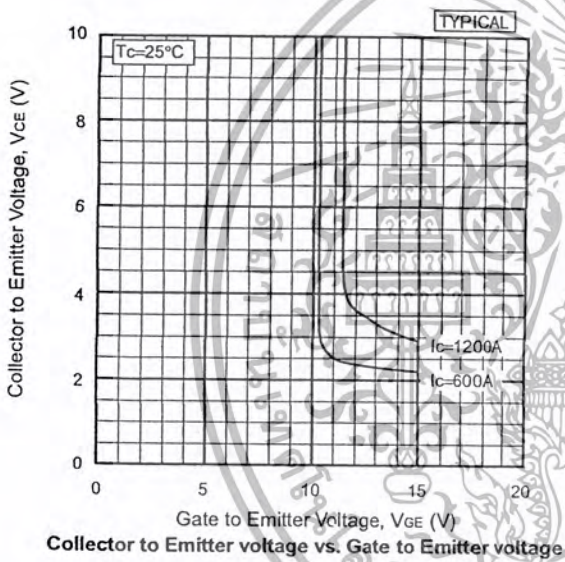 TYPICAL
10
Tc=25°C
8
6
4
2
0
Collector to Emitter Voltage, VCE (V)
Ic=1200A
Ic=600A
0 5 10 15 20
Gate to Emitter Voltage, VGE (V)
Collector to Emitter voltage vs. Gate to Emitter voltage